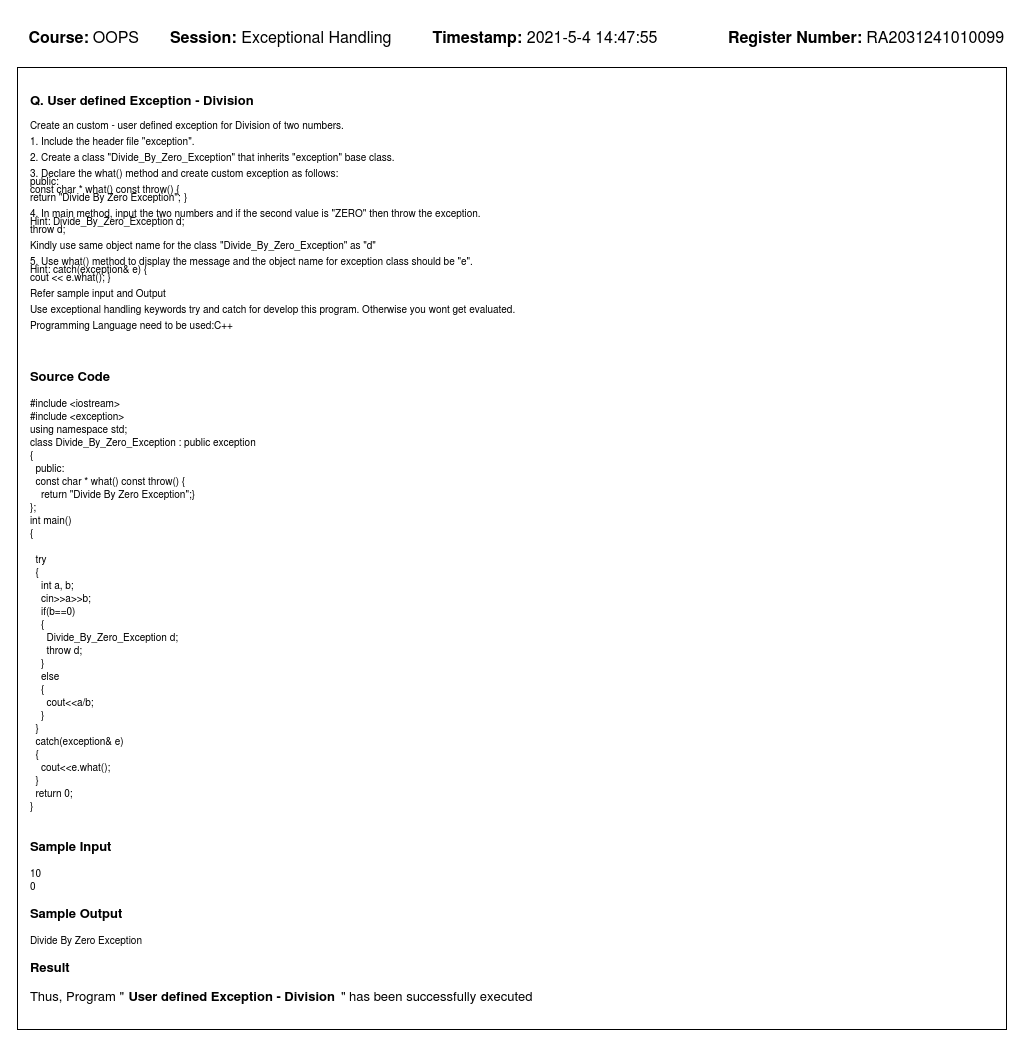 Course: OOPS Session: Exceptional Handling Timestamp: 2021-5-4 14:47:55 Register Number: RA2031241010099
Q. User defined Exception - Division
Create an custom - user defined exception for Division of two numbers.
1. Include the header file "exception".
2. Create a class "Divide_By_Zero_Exception" that inherits "exception" base class.
3. Declare the what() method and create custom exception as follows:
public:
const char * what() const throw() {
return "Divide By Zero Exception"; }
4. In main method, input the two numbers and if the second value is "ZERO" then throw the exception.
Hint: Divide_By_Zero_Exception d;
throw d;
Kindly use same object name for the class "Divide_By_Zero_Exception" as "d"
5. Use what() method to display the message and the object name for exception class should be "e".
Hint: catch(exception& e) {
cout << e.what(); }
Refer sample input and Output
Use exceptional handling keywords try and catch for develop this program. Otherwise you wont get evaluated.
Programming Language need to be used:C++
Source Code
#include <iostream>
#include <exception>
using namespace std;
class Divide_By_Zero_Exception : public exception
{
public:
const char * what() const throw() {
return "Divide By Zero Exception";}
};
int main()
{
try
{
int a, b;
cin>>a>>b;
if(b==0)
{
Divide_By_Zero_Exception d;
throw d;
}
else
{
cout<<a/b;
}
}
catch(exception& e)
{
cout<<e.what();
}
return 0;
}
Sample Input
10
0
Sample Output
Divide By Zero Exception
Result
Thus, Program " User defined Exception - Division " has been successfully executed